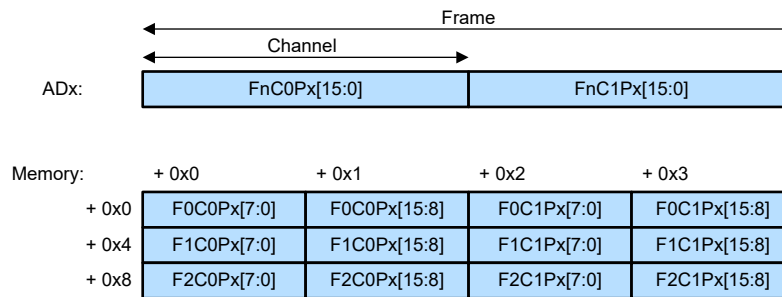 Frame
Channel
ADx: FnC0Px[15:0] FnC1Px[15:0]
Memory: + 0x0 + 0x1 + 0x2 + 0x3
+ 0x0 F0C0Px[7:0] F0C0Px[15:8] F0C1Px[7:0] F0C1Px[15:8]
+ 0x4 F1C0Px[7:0] F1C0Px[15:8] F1C1Px[7:0] F1C1Px[15:8]
+ 0x8 F2C0Px[7:0] F2C0Px[15:8] F2C1Px[7:0] F2C1Px[15:8]